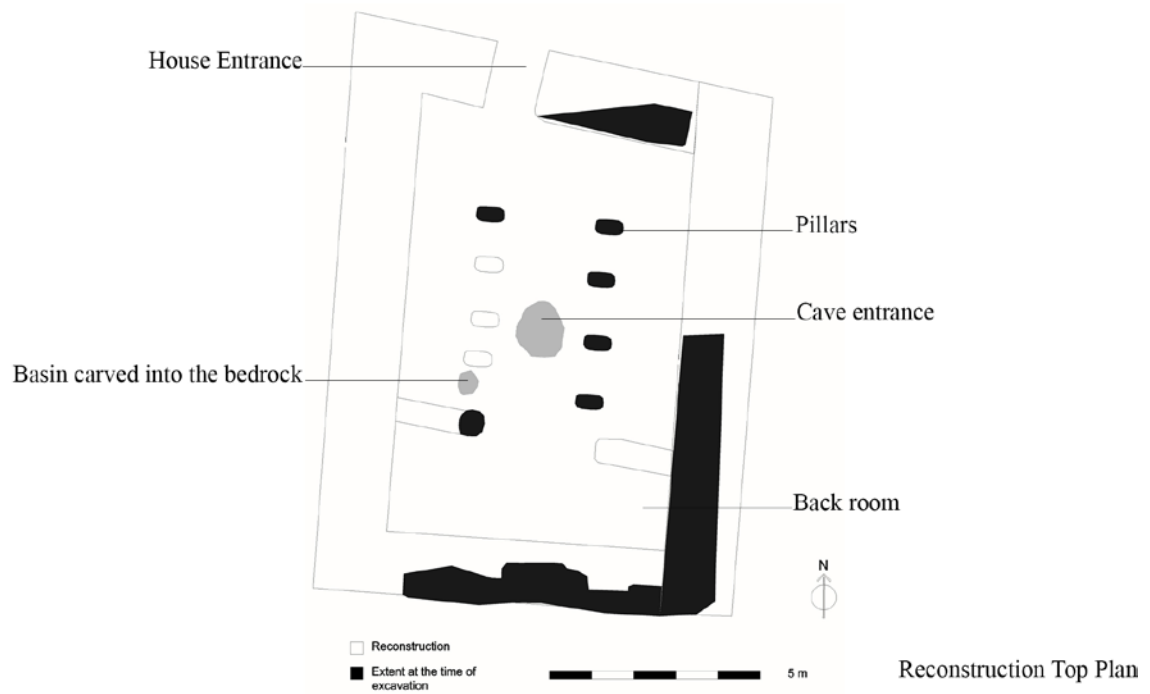 House Entrance
Pillars
Cave entrance
Basin carved into the bedrock
Back room
N
Reconstruction
Extent at the time of
excavation
5 m
Reconstruction Top Plan